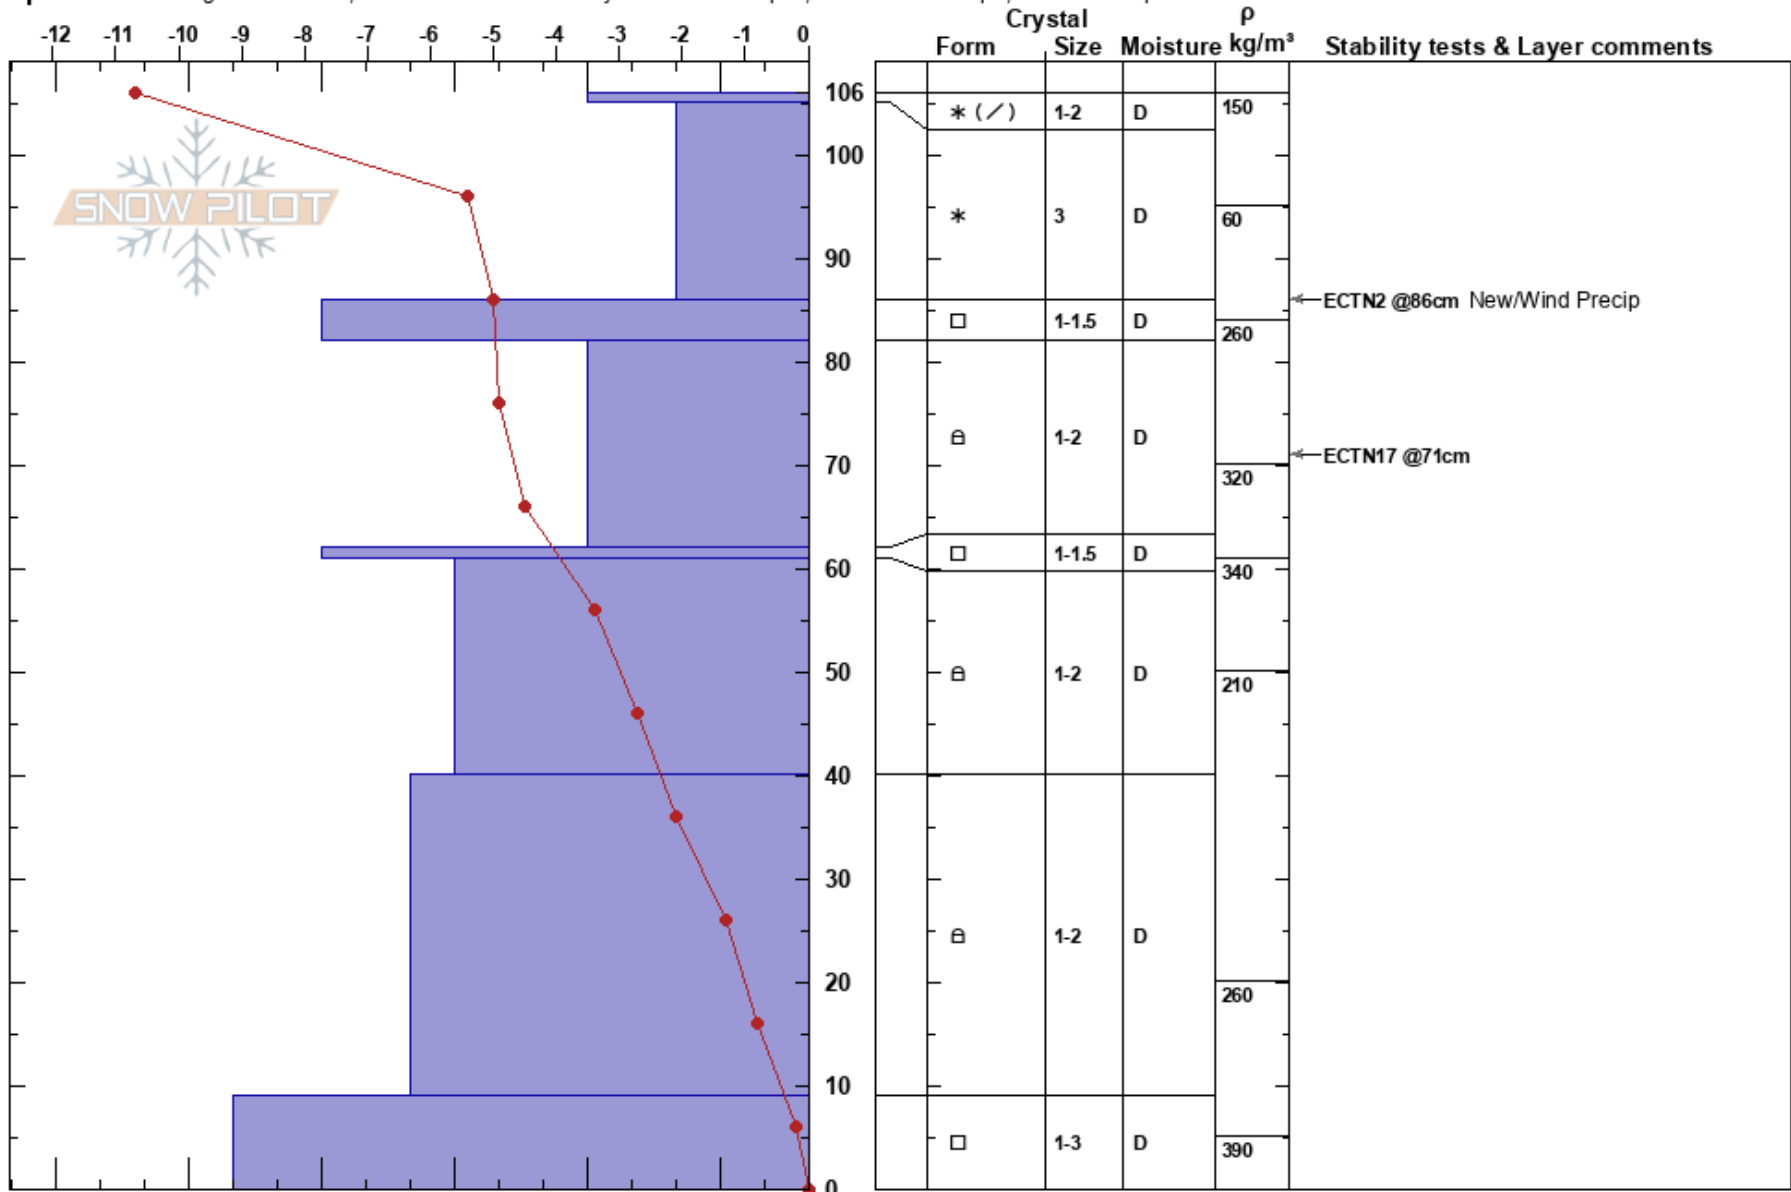 Crystal ρ
-12 -11 -10 -9 -8 -7 -6 -5 -4 -3 -2 -1 0 Form Size Moisture kg/m³ Stability tests & Layer comments
106 * (/) 1-2 D 150
SNOW PILOT
100
* 3 D 60
90
ECTN2 @86cm New/Wind Precip
1-1.5 D 260
80
1-2 D
ECTN17 @71cm
70 320
1-1.5 D
60 340
50 1-2 D 210
40
30
1-2 D
20 260
10
1-3 D 390
0